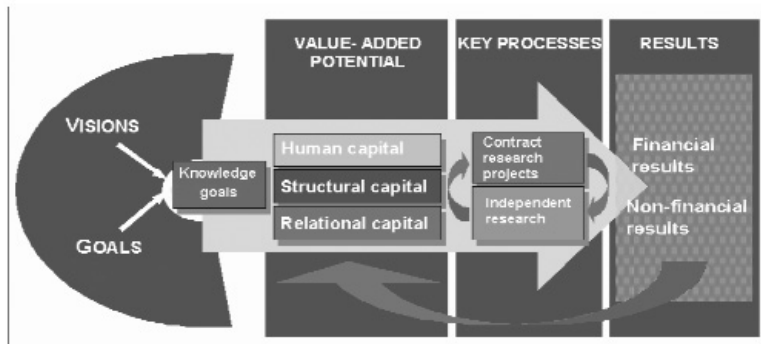 VALUE- ADDED
POTENTIAL
KEY PROCESSES
RESULTS
VISIONS
GOALS
Knowledge
goals
Human capital
Structural capital
Relational capital
Contract
research
projects
Independent
research
Financial
results
Non-financial
results